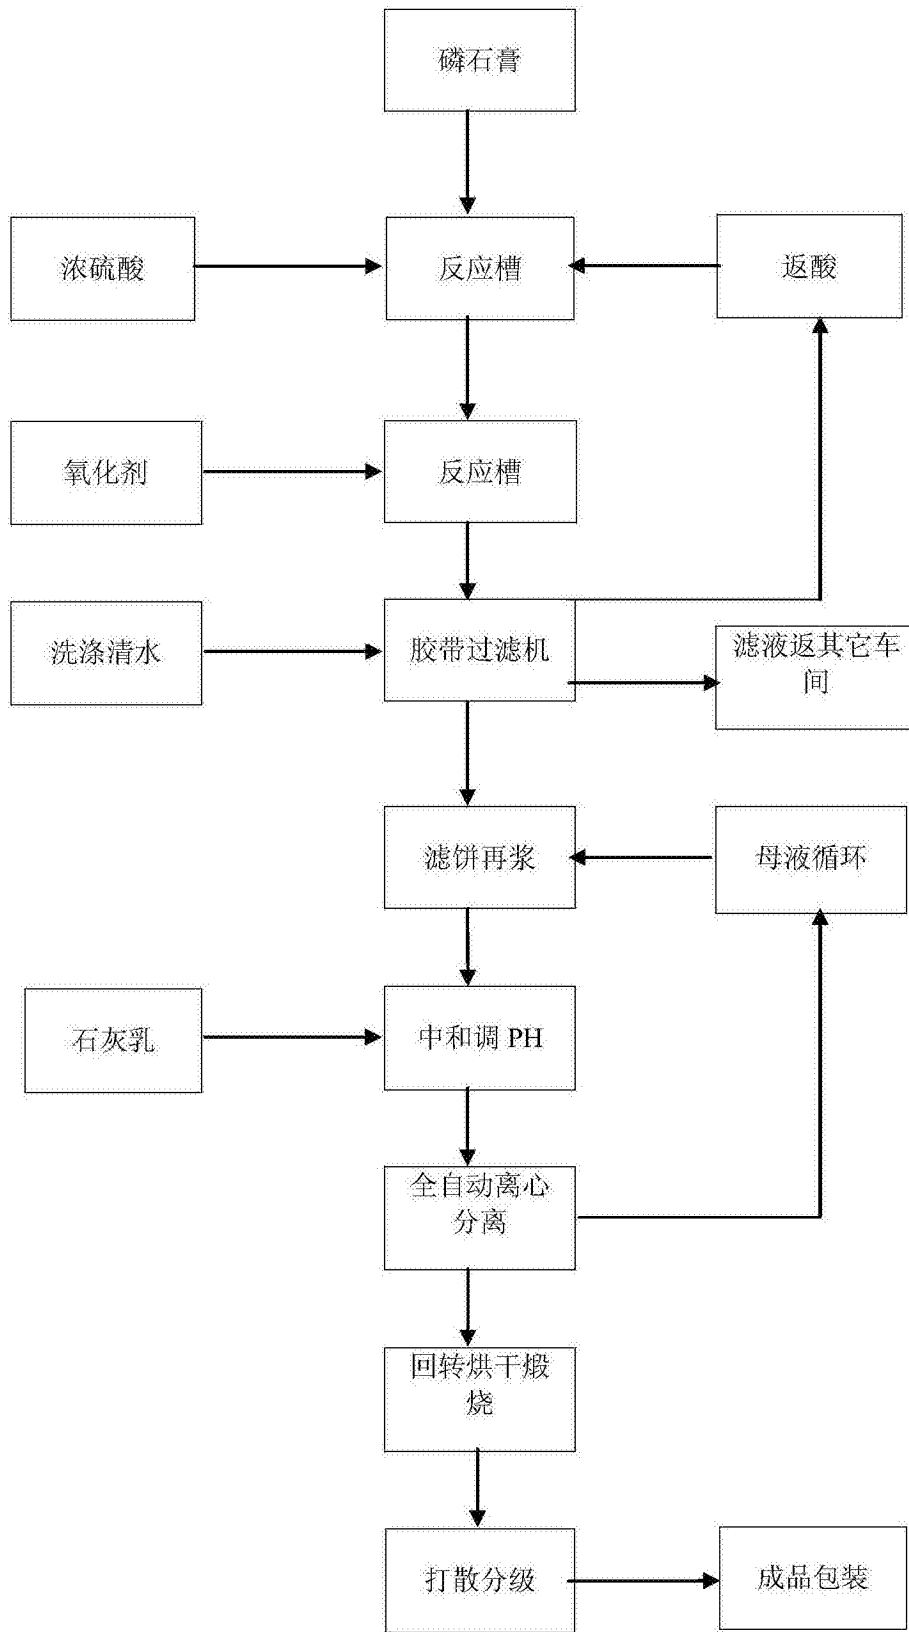 磷石膏
浓硫酸
反应槽
返酸
氧化剂
反应槽
洗涤清水
胶带过滤机
滤液返其它车
间
滤饼再浆
母液循环
石灰乳
中和调 PH
全自动离心
分离
回转烘干煅
烧
打散分级
成品包装